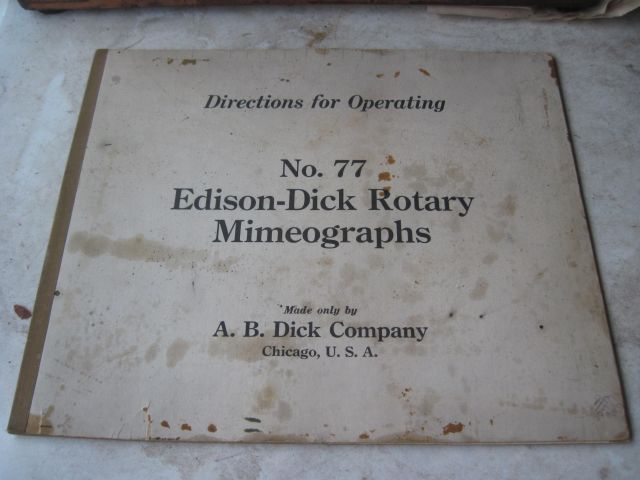 Directions for Operating
No. 77
Edison-Dick Rotary
Mimeographs
Made only by
A. B. Dick Company
Chicago, U. S. A.